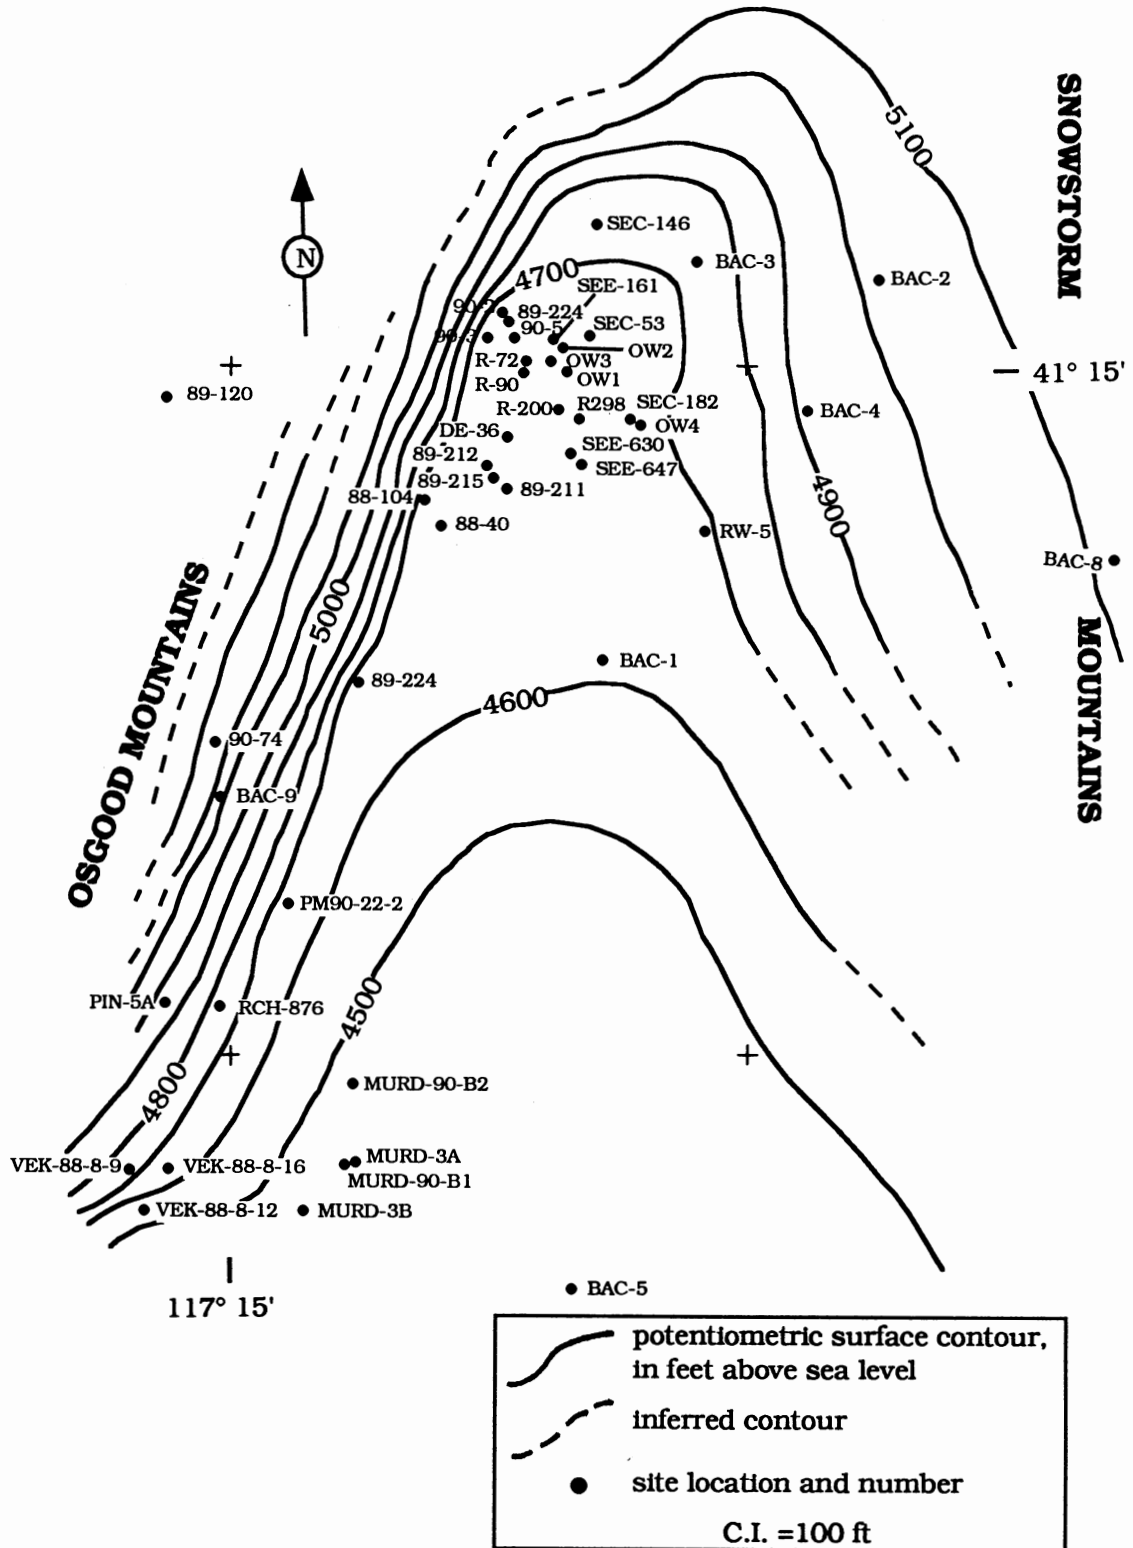 SNOWSTORM
5100
SEC-146
BAC-3
BAC-2
4700
SEE-161
89-224
90-5
SEC-53
OW2
R-72
OW3
R-90
OW1
41° 15'
89-120
R-200
R298
SEC-182
OW4
BAC-4
DE-36
89-212
SEE-630
SEE-647
89-215
89-211
88-104
88-40
4900
RW-5
BAC-8
OSGOOD MOUNTAINS
5000
MOUNTAINS
BAC-1
89-224
4600
90-74
BAC-9
PM90-22-2
PIN-5A
RCH-876
4500
4800
MURD-90-B2
VEK-88-8-9
VEK-88-8-16
MURD-3A
MURD-90-B1
VEK-88-8-12
MURD-3B
117° 15'
BAC-5
potentiometric surface contour,
in feet above sea level
inferred contour
site location and number
C.I. =100 ft
N
90-3